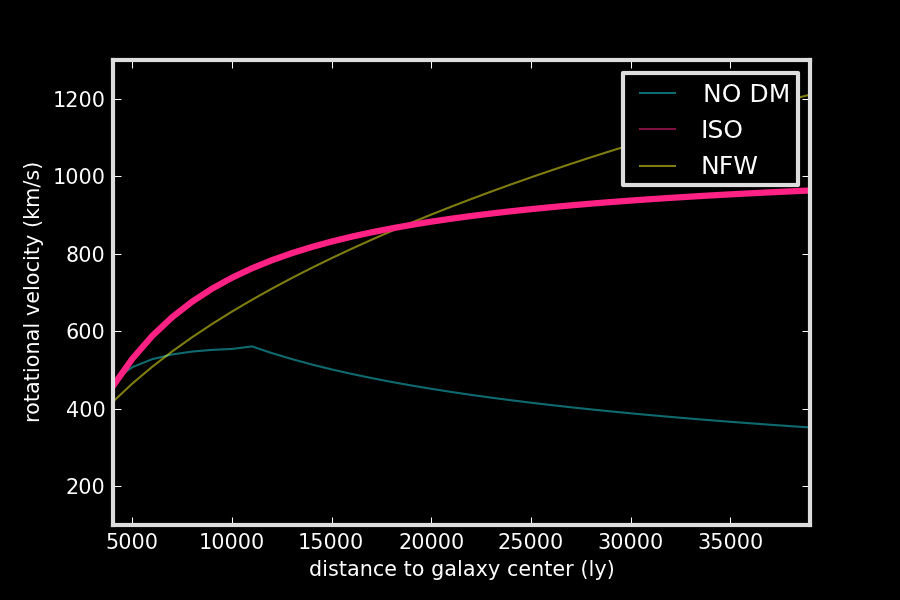 NO DM
ISO
NFW
1200
1000
800
600
400
200
rotational velocity (km/s)
5000 10000 15000 20000 25000 30000 35000
distance to galaxy center (ly)